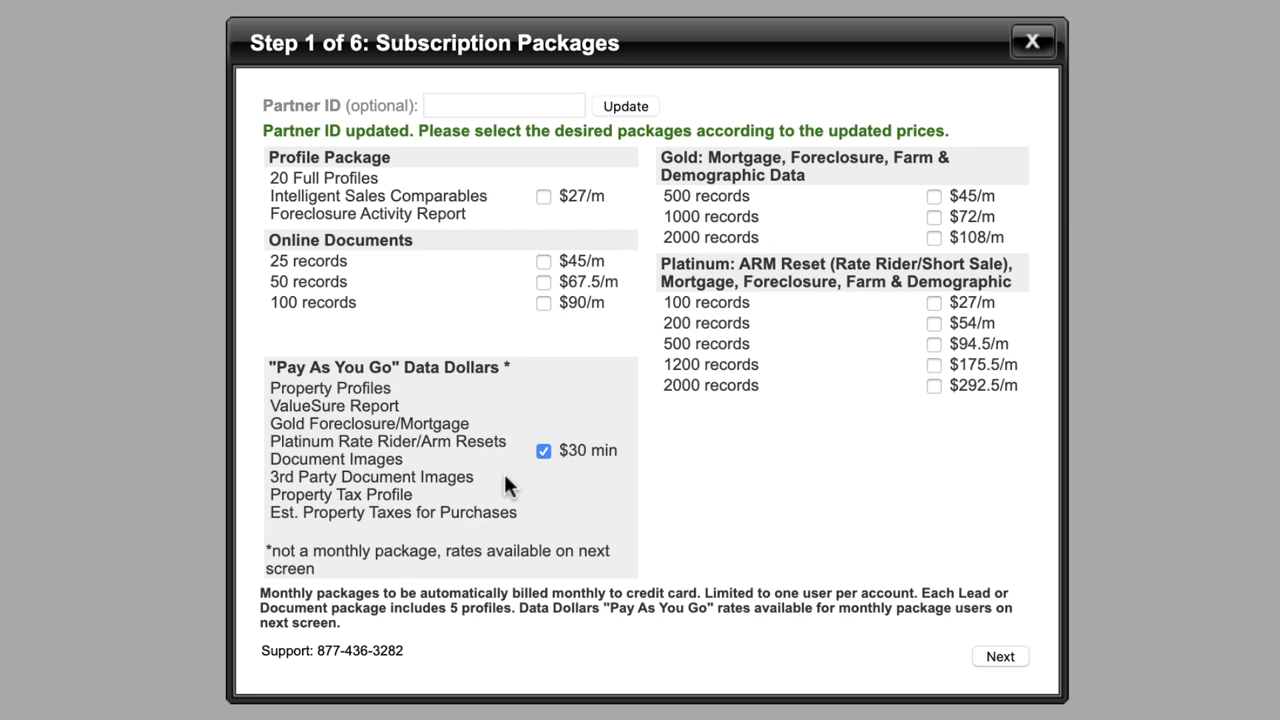 Step 1 of 6: Subscription Packages
X
Partner ID (optional):
Update
Partner ID updated. Please select the desired packages according to the updated prices.
Profile Package
20 Full Profiles
Intelligent Sales Comparables $27/m
Foreclosure Activity Report
Online Documents
25 records $45/m
50 records $67.5/m
100 records $90/m
"Pay As You Go" Data Dollars *
Property Profiles
ValueSure Report
Gold Foreclosure/Mortgage
Platinum Rate Rider/Arm Resets
$30 min
Document Images
3rd Party Document Images
Property Tax Profile
Est. Property Taxes for Purchases
*not a monthly package, rates available on next
screen
Gold: Mortgage, Foreclosure, Farm &
Demographic Data
500 records $45/m
1000 records $72/m
2000 records $108/m
Platinum: ARM Reset (Rate Rider/Short Sale),
Mortgage, Foreclosure, Farm & Demographic
100 records $27/m
200 records $54/m
500 records $94.5/m
1200 records $175.5/m
2000 records $292.5/m
Monthly packages to be automatically billed monthly to credit card. Limited to one user per account. Each Lead or
Document package includes 5 profiles. Data Dollars "Pay As You Go" rates available for monthly package users on
next screen.
Support: 877-436-3282
Next